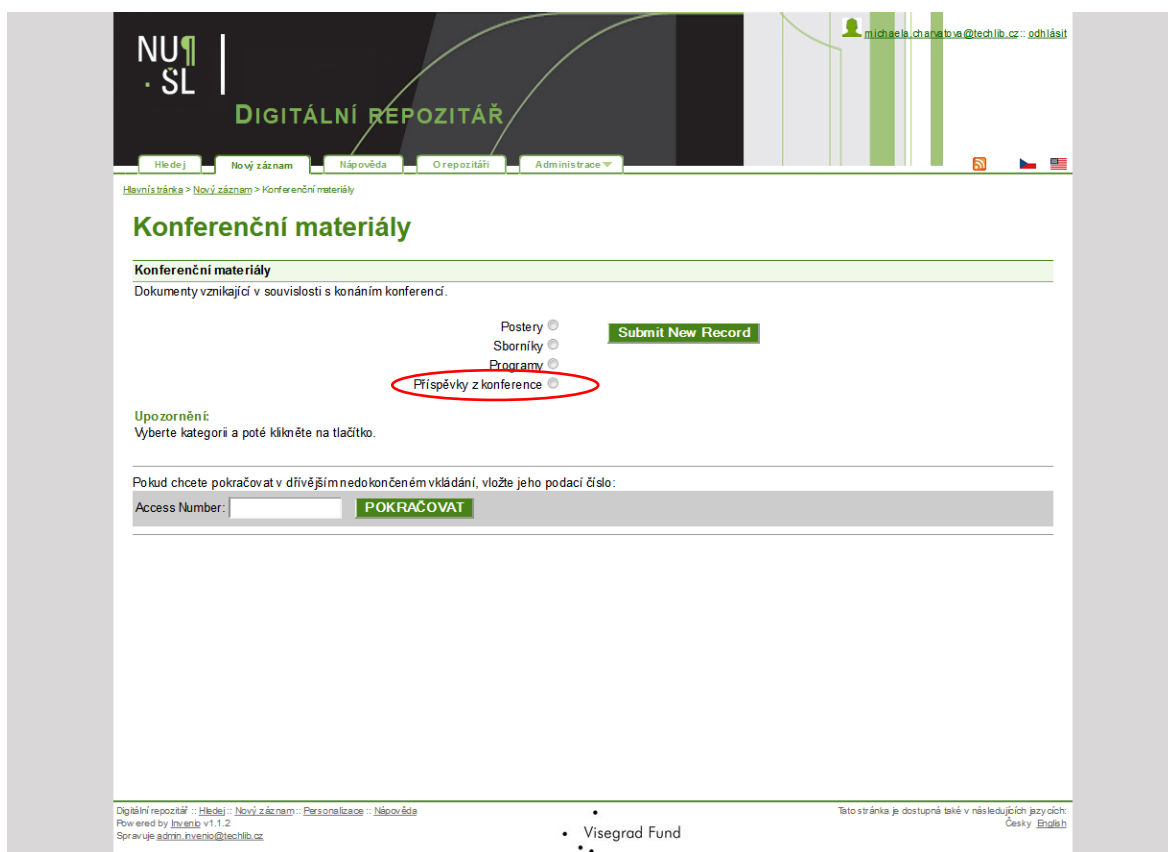 NU¶
· ŠL
michaela.charvatova@techlib.cz :: odhlásit
DIGITÁLNÍ REPOZITÁŘ
Hledej Nový záznam Nápověda O repozitáři Administrace
Hlavní stránka > Nový záznam > Konferenční materiály
Konferenční materiály
Konferenční materiály
Dokumenty vznikající v souvislosti s konáním konferencí.
Postery
Submit New Record
Sborníky
Programy
Příspěvky z konference
Upozornění:
Vyberte kategorii a poté klikněte na tlačítko.
Pokud chcete pokračovat v dřívějším nedokončeném vkládání, vložte jeho podací číslo:
Access Number: POKRAČOVAT
Digitální repozitář :: Hledej :: Nový záznam :: Personalizace :: Nápověda
Powered by Invenio v1.1.2
Spravuje admin.invenio@techlib.cz
• Visegrad Fund
Tato stránka je dostupná také v následujících jazycích:
Česky English